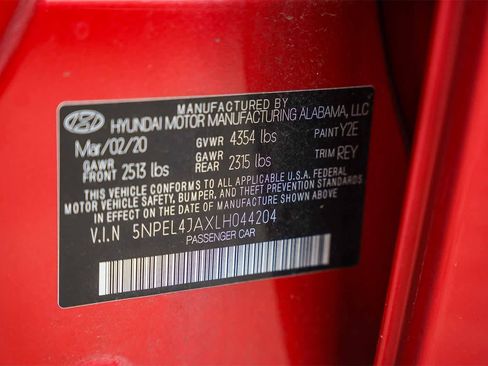 MANUFACTURED BY
HYUNDAI MOTOR MANUFACTURING ALABAMA, LLC
Mar/02/20 GVWR 4354 lbs PAINT Y2E
GAWR FRONT 2513 lbs GAWR REAR 2315 lbs TRIM REY
THIS VEHICLE CONFORMS TO ALL APPLICABLE U.S.A. FEDERAL
MOTOR VEHICLE SAFETY, BUMPER, AND THEFT PREVENTION STANDARDS
IN EFFECT ON THE DATE OF MANUFACTURE SHOWN ABOVE
V.I.N 5NPEL4JAXLH044204
PASSENGER CAR